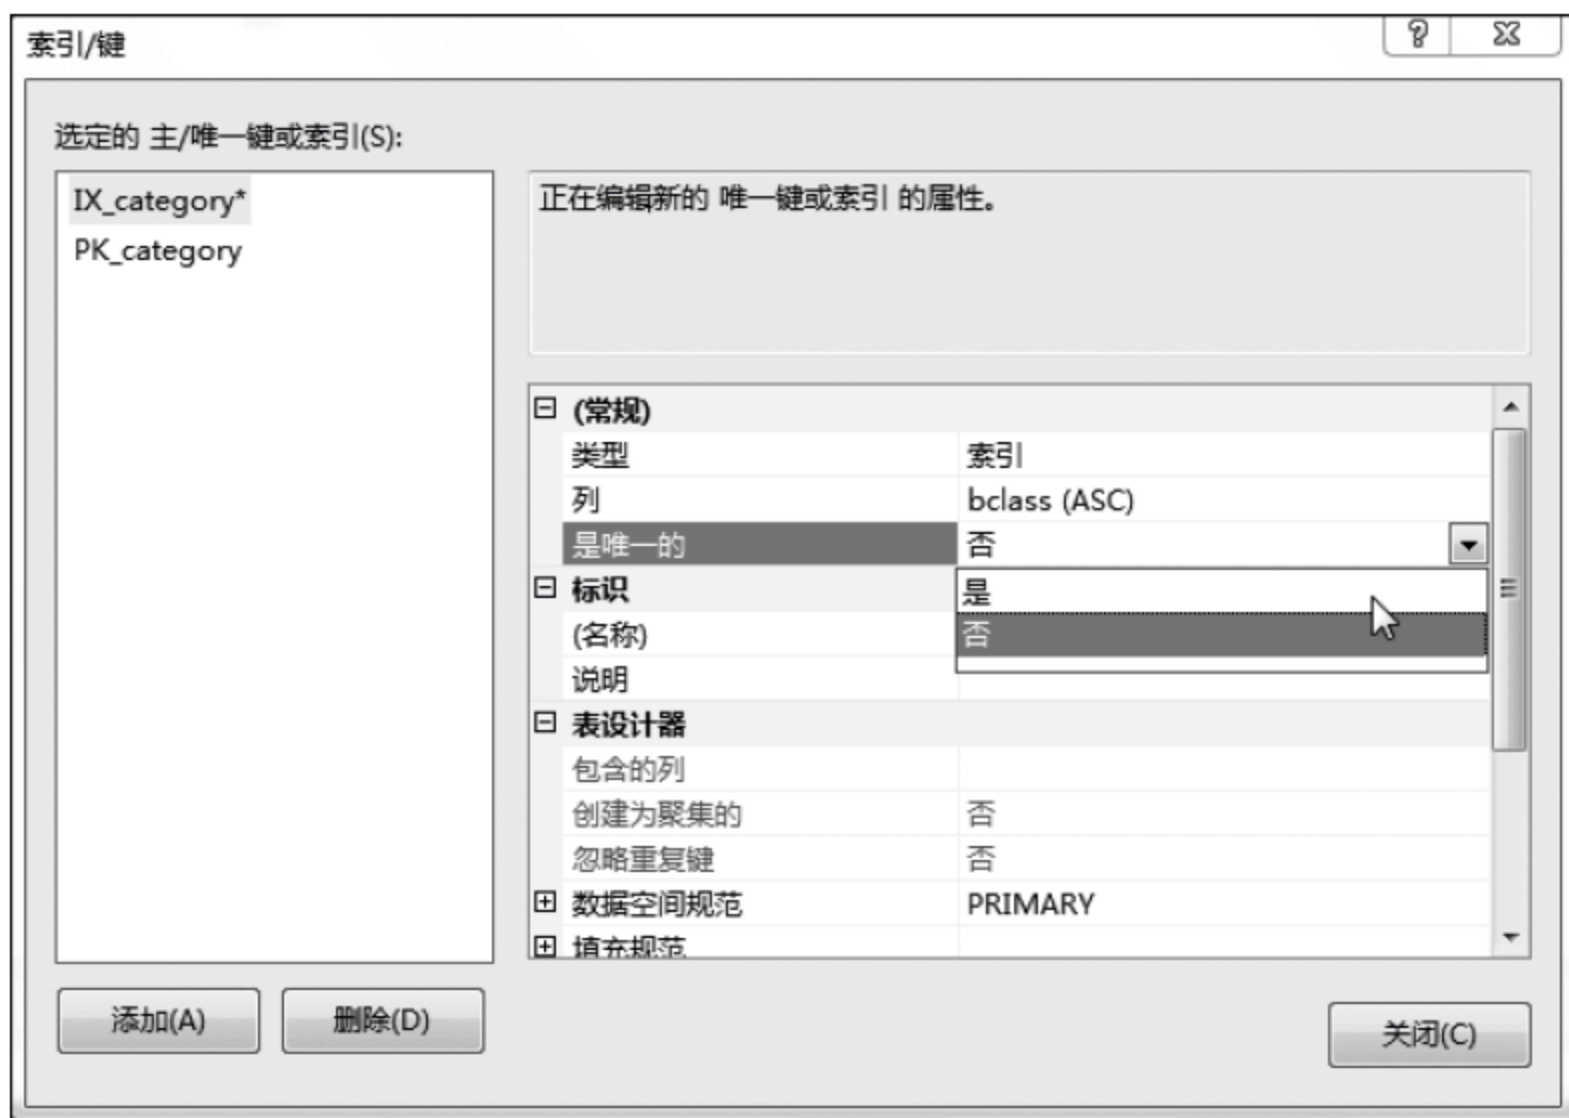 索引/键
选定的 主/唯一键或索引(S):
IX_category*
PK_category
正在编辑新的 唯一键或索引 的属性。
(常规)
类型 索引
列 bclass (ASC)
是唯一的 否
是
否
标识
(名称)
说明
表设计器
包含的列
创建为聚集的 否
忽略重复键 否
数据空间规范 PRIMARY
填充规范
添加(A) 删除(D)
关闭(C)